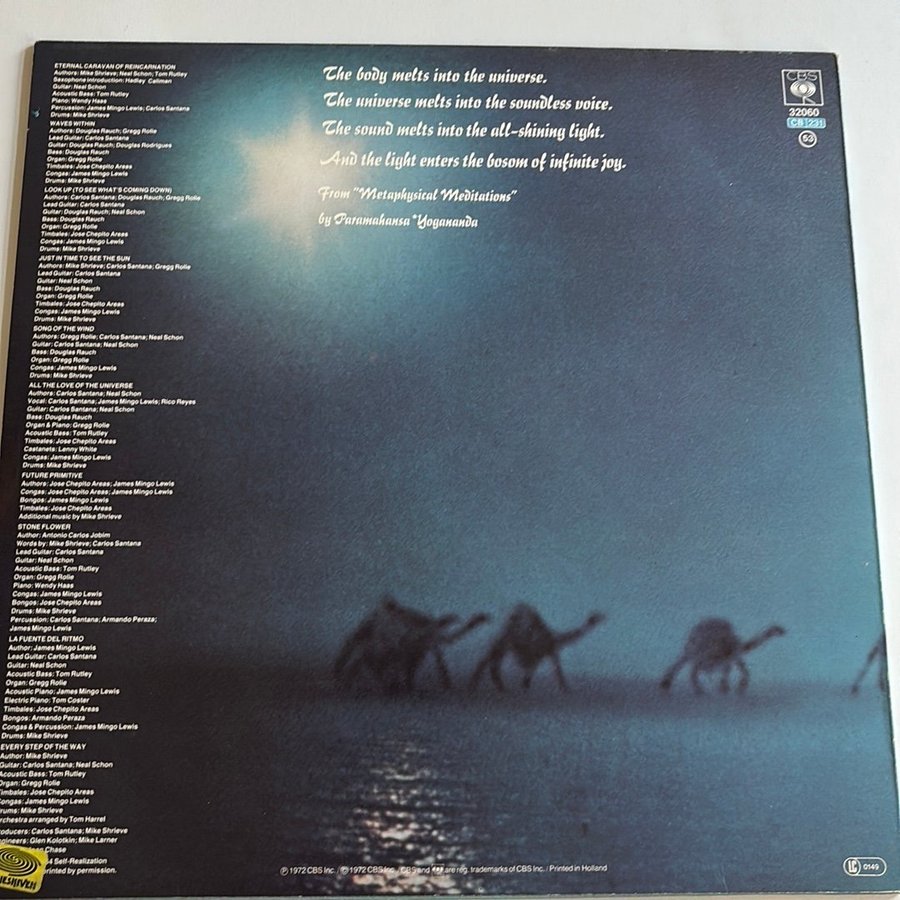 ETERNAL CARAVAN OF REINCARNATION
Authors: Mike Shrieve; Neal Schon; Tom Rutley
Saxophone introduction: Hadley Caliman
Guitar: Neal Schon
Acoustic Bass: Tom Rutley
Piano: Wendy Haas
Percussion: James Mingo Lewis; Carlos Santana
Drums: Mike Shrieve
WAVES WITHIN
Authors: Douglas Rauch; Gregg Rolie
Lead Guitar: Carlos Santana
Guitar: Douglas Rauch; Douglas Rodrigues
Bass: Douglas Rauch
Organ: Gregg Rolie
Timbales: Jose Chepito Areas
Congas: James Mingo Lewis
Drums: Mike Shrieve
LOOK UP (TO SEE WHAT'S COMING DOWN)
Authors: Carlos Santana; Douglas Rauch; Gregg Rolie
Lead Guitar: Carlos Santana
Guitar: Douglas Rauch; Neal Schon
Bass: Douglas Rauch
Organ: Gregg Rolie
Timbales: Jose Chepito Areas
Congas: James Mingo Lewis
Drums: Mike Shrieve
JUST IN TIME TO SEE THE SUN
Authors: Mike Shrieve; Carlos Santana; Gregg Rolie
Lead Guitar: Carlos Santana
Guitar: Neal Schon
Bass: Douglas Rauch
Organ: Gregg Rolie
Timbales: Jose Chepito Areas
Congas: James Mingo Lewis
Drums: Mike Shrieve
SONG OF THE WIND
Authors: Gregg Rolie; Carlos Santana; Neal Schon
Guitar: Carlos Santana; Neal Schon
Bass: Douglas Rauch
Organ: Gregg Rolie
Congas: James Mingo Lewis
Drums: Mike Shrieve
ALL THE LOVE OF THE UNIVERSE
Authors: Carlos Santana; Neal Schon
Vocal: Carlos Santana; James Mingo Lewis; Rico Reyes
Guitar: Carlos Santana; Neal Schon
Bass: Douglas Rauch
Organ & Piano: Gregg Rolie
Acoustic Bass: Tom Rutley
Timbales: Jose Chepito Areas
Castanets: Lenny White
Congas: James Mingo Lewis
Drums: Mike Shrieve
FUTURE PRIMITIVE
Authors: Jose Chepito Areas; James Mingo Lewis
Congas: Jose Chepito Areas; James Mingo Lewis
Bongos: James Mingo Lewis
Timbales: Jose Chepito Areas
Additional music by Mike Shrieve
STONE FLOWER
Author: Antonio Carlos Jobim
Words by: Mike Shrieve; Carlos Santana
Lead Guitar: Carlos Santana
Guitar: Neal Schon
Acoustic Bass: Tom Rutley
Organ: Gregg Rolie
Piano: Wendy Haas
Congas: James Mingo Lewis
Bongos: Jose Chepito Areas
Drums: Mike Shrieve
Percussion: Carlos Santana; Armando Peraza;
James Mingo Lewis
LA FUENTE DEL RITMO
Author: James Mingo Lewis
Lead Guitar: Carlos Santana
Guitar: Neal Schon
Acoustic Bass: Tom Rutley
Organ: Gregg Rolie
Acoustic Piano: James Mingo Lewis
Electric Piano: Tom Coster
Timbales: Jose Chepito Areas
Bongos: Armando Peraza
Congas & Percussion: James Mingo Lewis
Drums: Mike Shrieve
EVERY STEP OF THE WAY
Author: Mike Shrieve
Guitar: Carlos Santana; Neal Schon
Acoustic Bass: Tom Rutley
Organ: Gregg Rolie
Timbales: Jose Chepito Areas
Congas: James Mingo Lewis
Drums: Mike Shrieve
rchestra arranged by Tom Harrel
roducers: Carlos Santana; Mike Shrieve
gineers: Glen Kolotkin; Mike Larner
Chase
Self-Realization
printed by permission.
The body melts into the universe.
The universe melts into the soundless voice.
The sound melts into the all-shining light.
And the light enters the bosom of infinite joy.
From "Metaphysical Meditations"
by Paramahansa Yogananda
CBS
32060
CB 231
53
℗ 1972 CBS Inc. / © 1972 CBS Inc. / CBS and are reg. trademarks of CBS Inc. / Printed in Holland
LC 0149